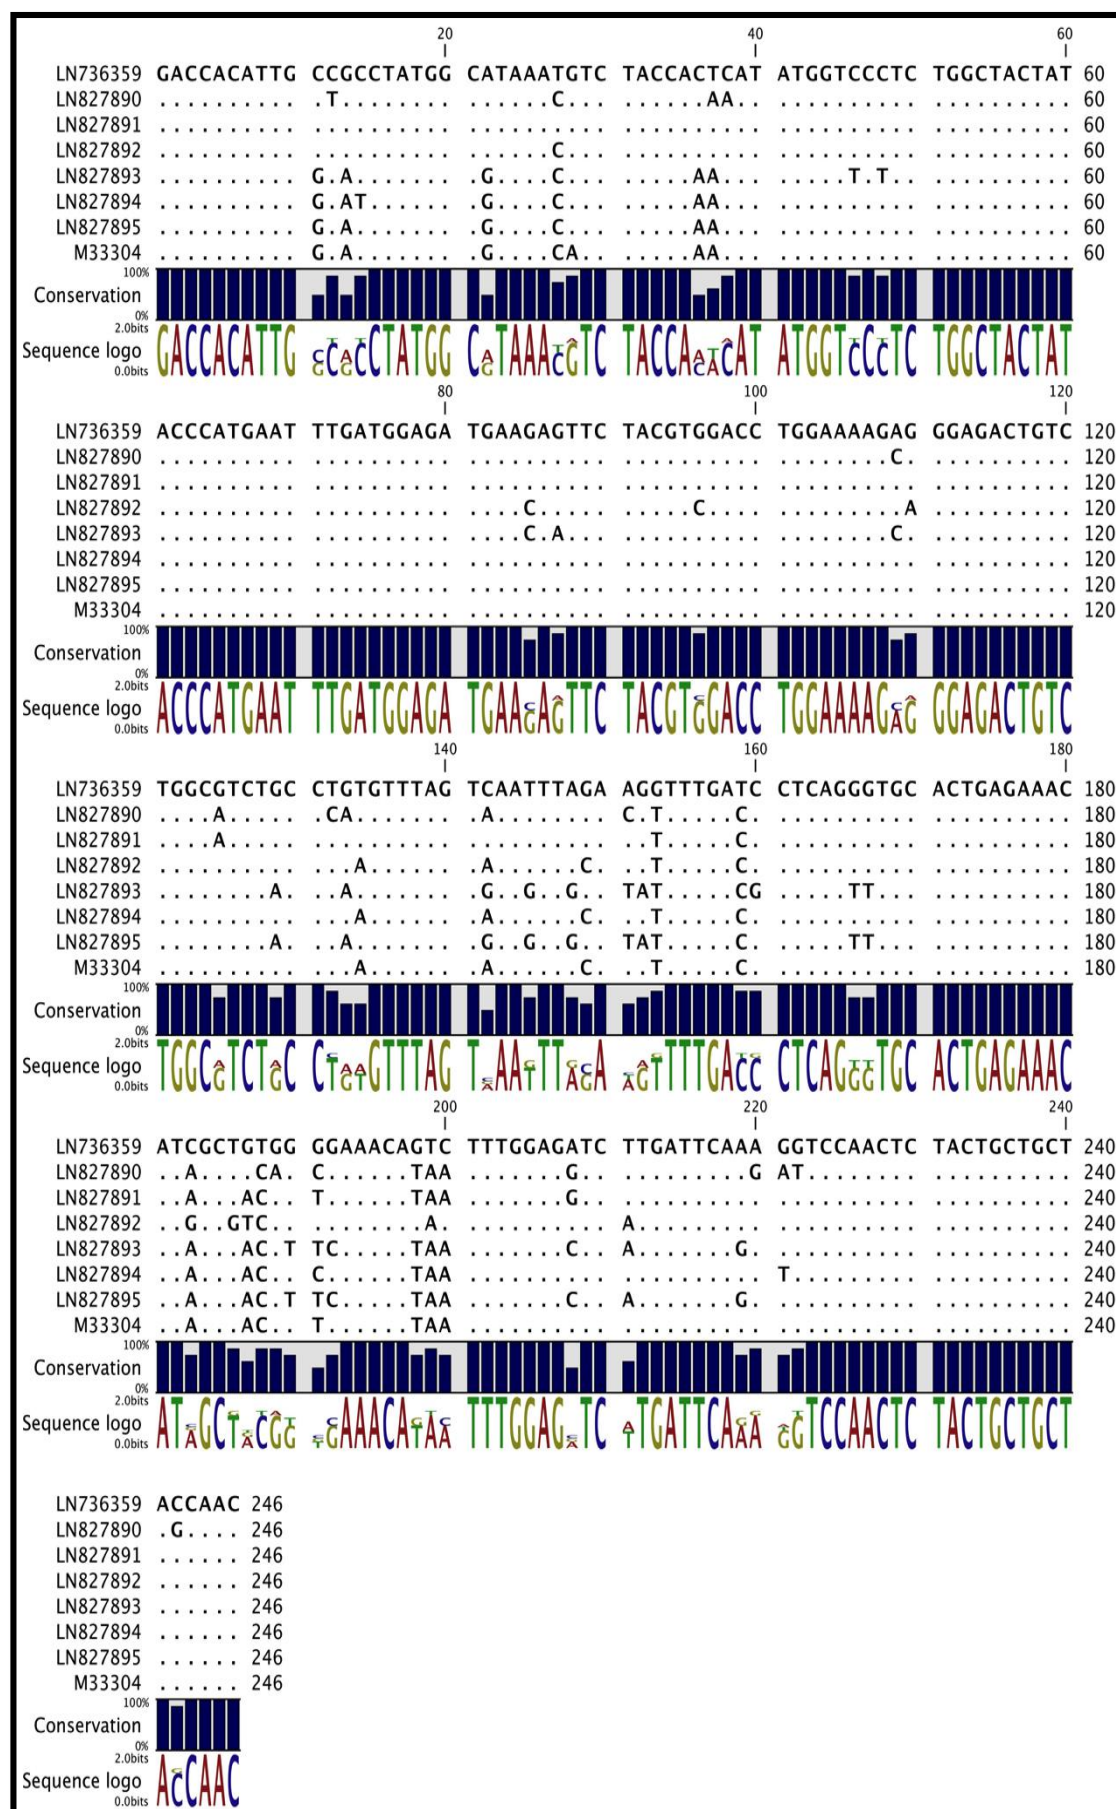 20 40 60
LN736359 GACCACATTG CCGCCTATGG CATAAATGTC TACCACTCAT ATGGTCCCTC TGGCTACTAT 60
LN827890 .......... .T........ ......C... ......AA.. .......... .......... 60
LN827891 .......... .......... .......... .......... .......... .......... 60
LN827892 .......... .......... ......C... .......... .......... .......... 60
LN827893 .......... G.A....... .G....C... .....AA... .....T.T.. .......... 60
LN827894 .......... G.AT...... .G....C... .....AA... .......... .......... 60
LN827895 .......... G.A....... .G....C... .....AA... .......... .......... 60
M33304 .......... G.A....... .G....CA.. .....AA... .......... .......... 60
100%
Conservation
0%
2.0bits
Sequence logo
0.0bits
80 100 120
LN736359 ACCCATGAAT TTGATGGAGA TGAAGAGTTC TACGTGGACC TGGAAAAGAG GGAGACTGTC 120
LN827890 .......... .......... .......... .......... ........C. .......... 120
LN827891 .......... .......... .......... .......... .......... .......... 120
LN827892 .......... .......... ....C..... .....C.... .........A .......... 120
LN827893 .......... .......... ....C.A... .......... ........C. .......... 120
LN827894 .......... .......... .......... .......... .......... .......... 120
LN827895 .......... .......... .......... .......... .......... .......... 120
M33304 .......... .......... .......... .......... .......... .......... 120
100%
Conservation
0%
2.0bits
Sequence logo
0.0bits
140 160 180
LN736359 TGGCGTCTGC CTGTGTTTAG TCAATTTAGA AGGTTTGATC CTCAGGGTGC ACTGAGAAAC 180
LN827890 ....A..... .CA....... .A........ C.T.....C. .......... .......... 180
LN827891 ....A..... .......... .......... ..T.....C. .......... .......... 180
LN827892 .......... ...A...... .A......C. ..T.....C. .......... .......... 180
LN827893 ........A. ..A....... .G..G..G.. TAT.....CG .....TT... .......... 180
LN827894 .......... ...A...... .A......C. ..T.....C. .......... .......... 180
LN827895 ........A. ..A....... .G..G..G.. TAT.....C. .....TT... .......... 180
M33304 .......... ...A...... .A......C. ..T.....C. .......... .......... 180
100%
Conservation
0%
2.0bits
Sequence logo
0.0bits
200 220 240
LN736359 ATCGCTGTGG GGAAACAGTC TTTGGAGATC TTGATTCAAA GGTCCAACTC TACTGCTGCT 240
LN827890 ..A....CA. C......TAA .......G.. .........G AT........ .......... 240
LN827891 ..A...AC.. T......TAA .......G.. .......... .......... .......... 240
LN827892 ..G..GTC.. ........A. .......... A......... .......... .......... 240
LN827893 ..A...AC.T TC.....TAA .......C.. A.......G. .......... .......... 240
LN827894 ..A...AC.. C......TAA .......... .......... T......... .......... 240
LN827895 ..A...AC.T TC.....TAA .......C.. A.......G. .......... .......... 240
M33304 ..A...AC.. T......TAA .......... .......... .......... .......... 240
100%
Conservation
0%
2.0bits
Sequence logo
0.0bits
LN736359 ACCAAC 246
LN827890 .G.... 246
LN827891 ...... 246
LN827892 ...... 246
LN827893 ...... 246
LN827894 ...... 246
LN827895 ...... 246
M33304 ...... 246
100%
Conservation
0%
2.0bits
Sequence logo
0.0bits